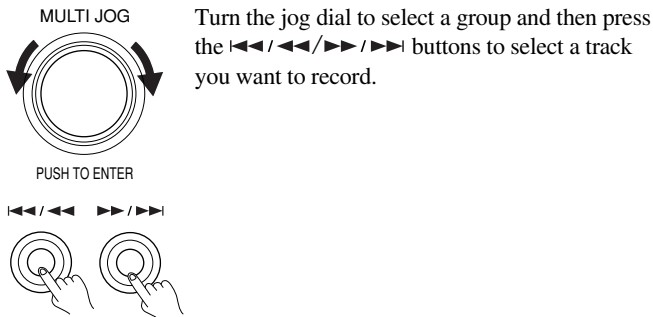 MULTI JOG
Turn the jog dial to select a group and then press
the ⏮◀◀/◀◀/▶▶/▶▶⏭ buttons to select a track
you want to record.
PUSH TO ENTER
|◀◀/◀◀ ▶▶/▶▶|